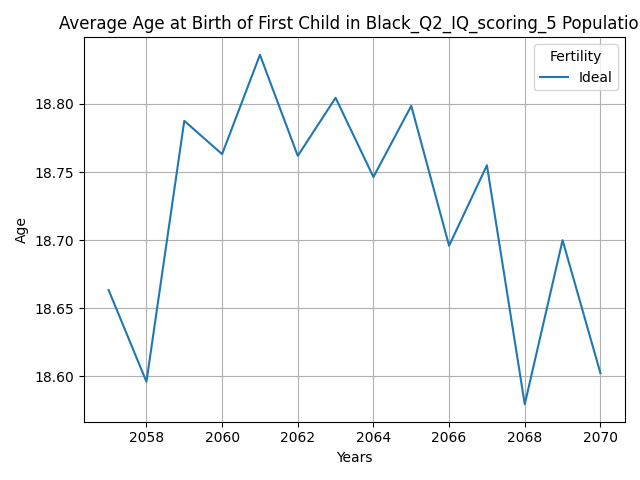 Average Age at Birth of First Child in Black_Q2_IQ_scoring_5 Populatio
Fertility
Ideal
Age
18.80
18.75
18.70
18.65
18.60
2058 2060 2062 2064 2066 2068 2070
Years